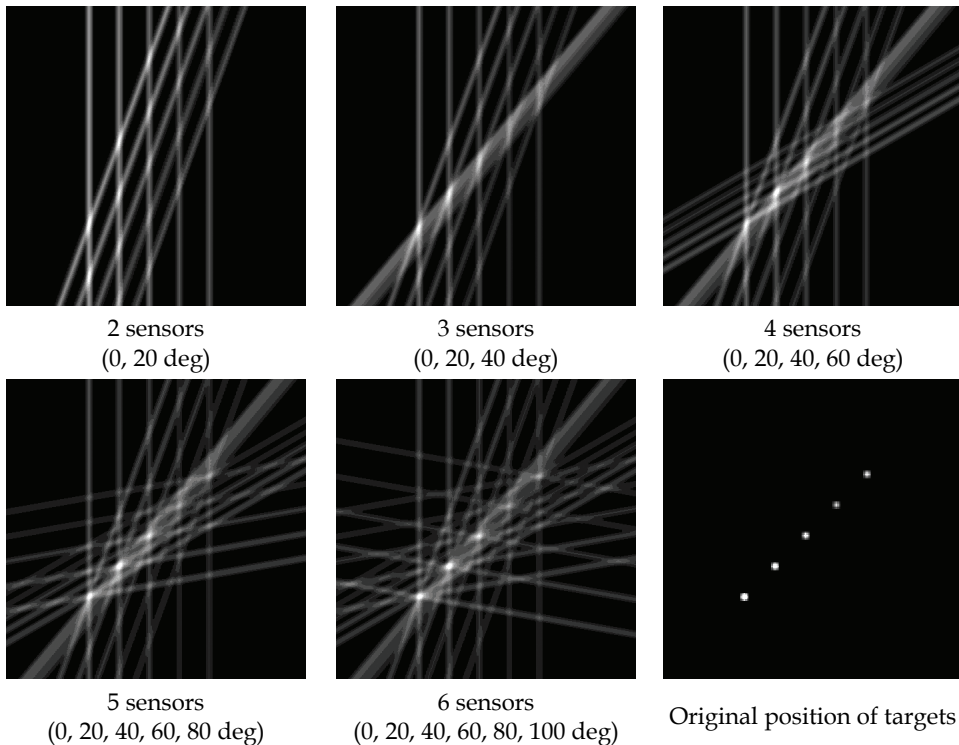 2 sensors
(0, 20 deg)
3 sensors
(0, 20, 40 deg)
4 sensors
(0, 20, 40, 60 deg)
5 sensors
(0, 20, 40, 60, 80 deg)
6 sensors
(0, 20, 40, 60, 80, 100 deg)
Original position of targets